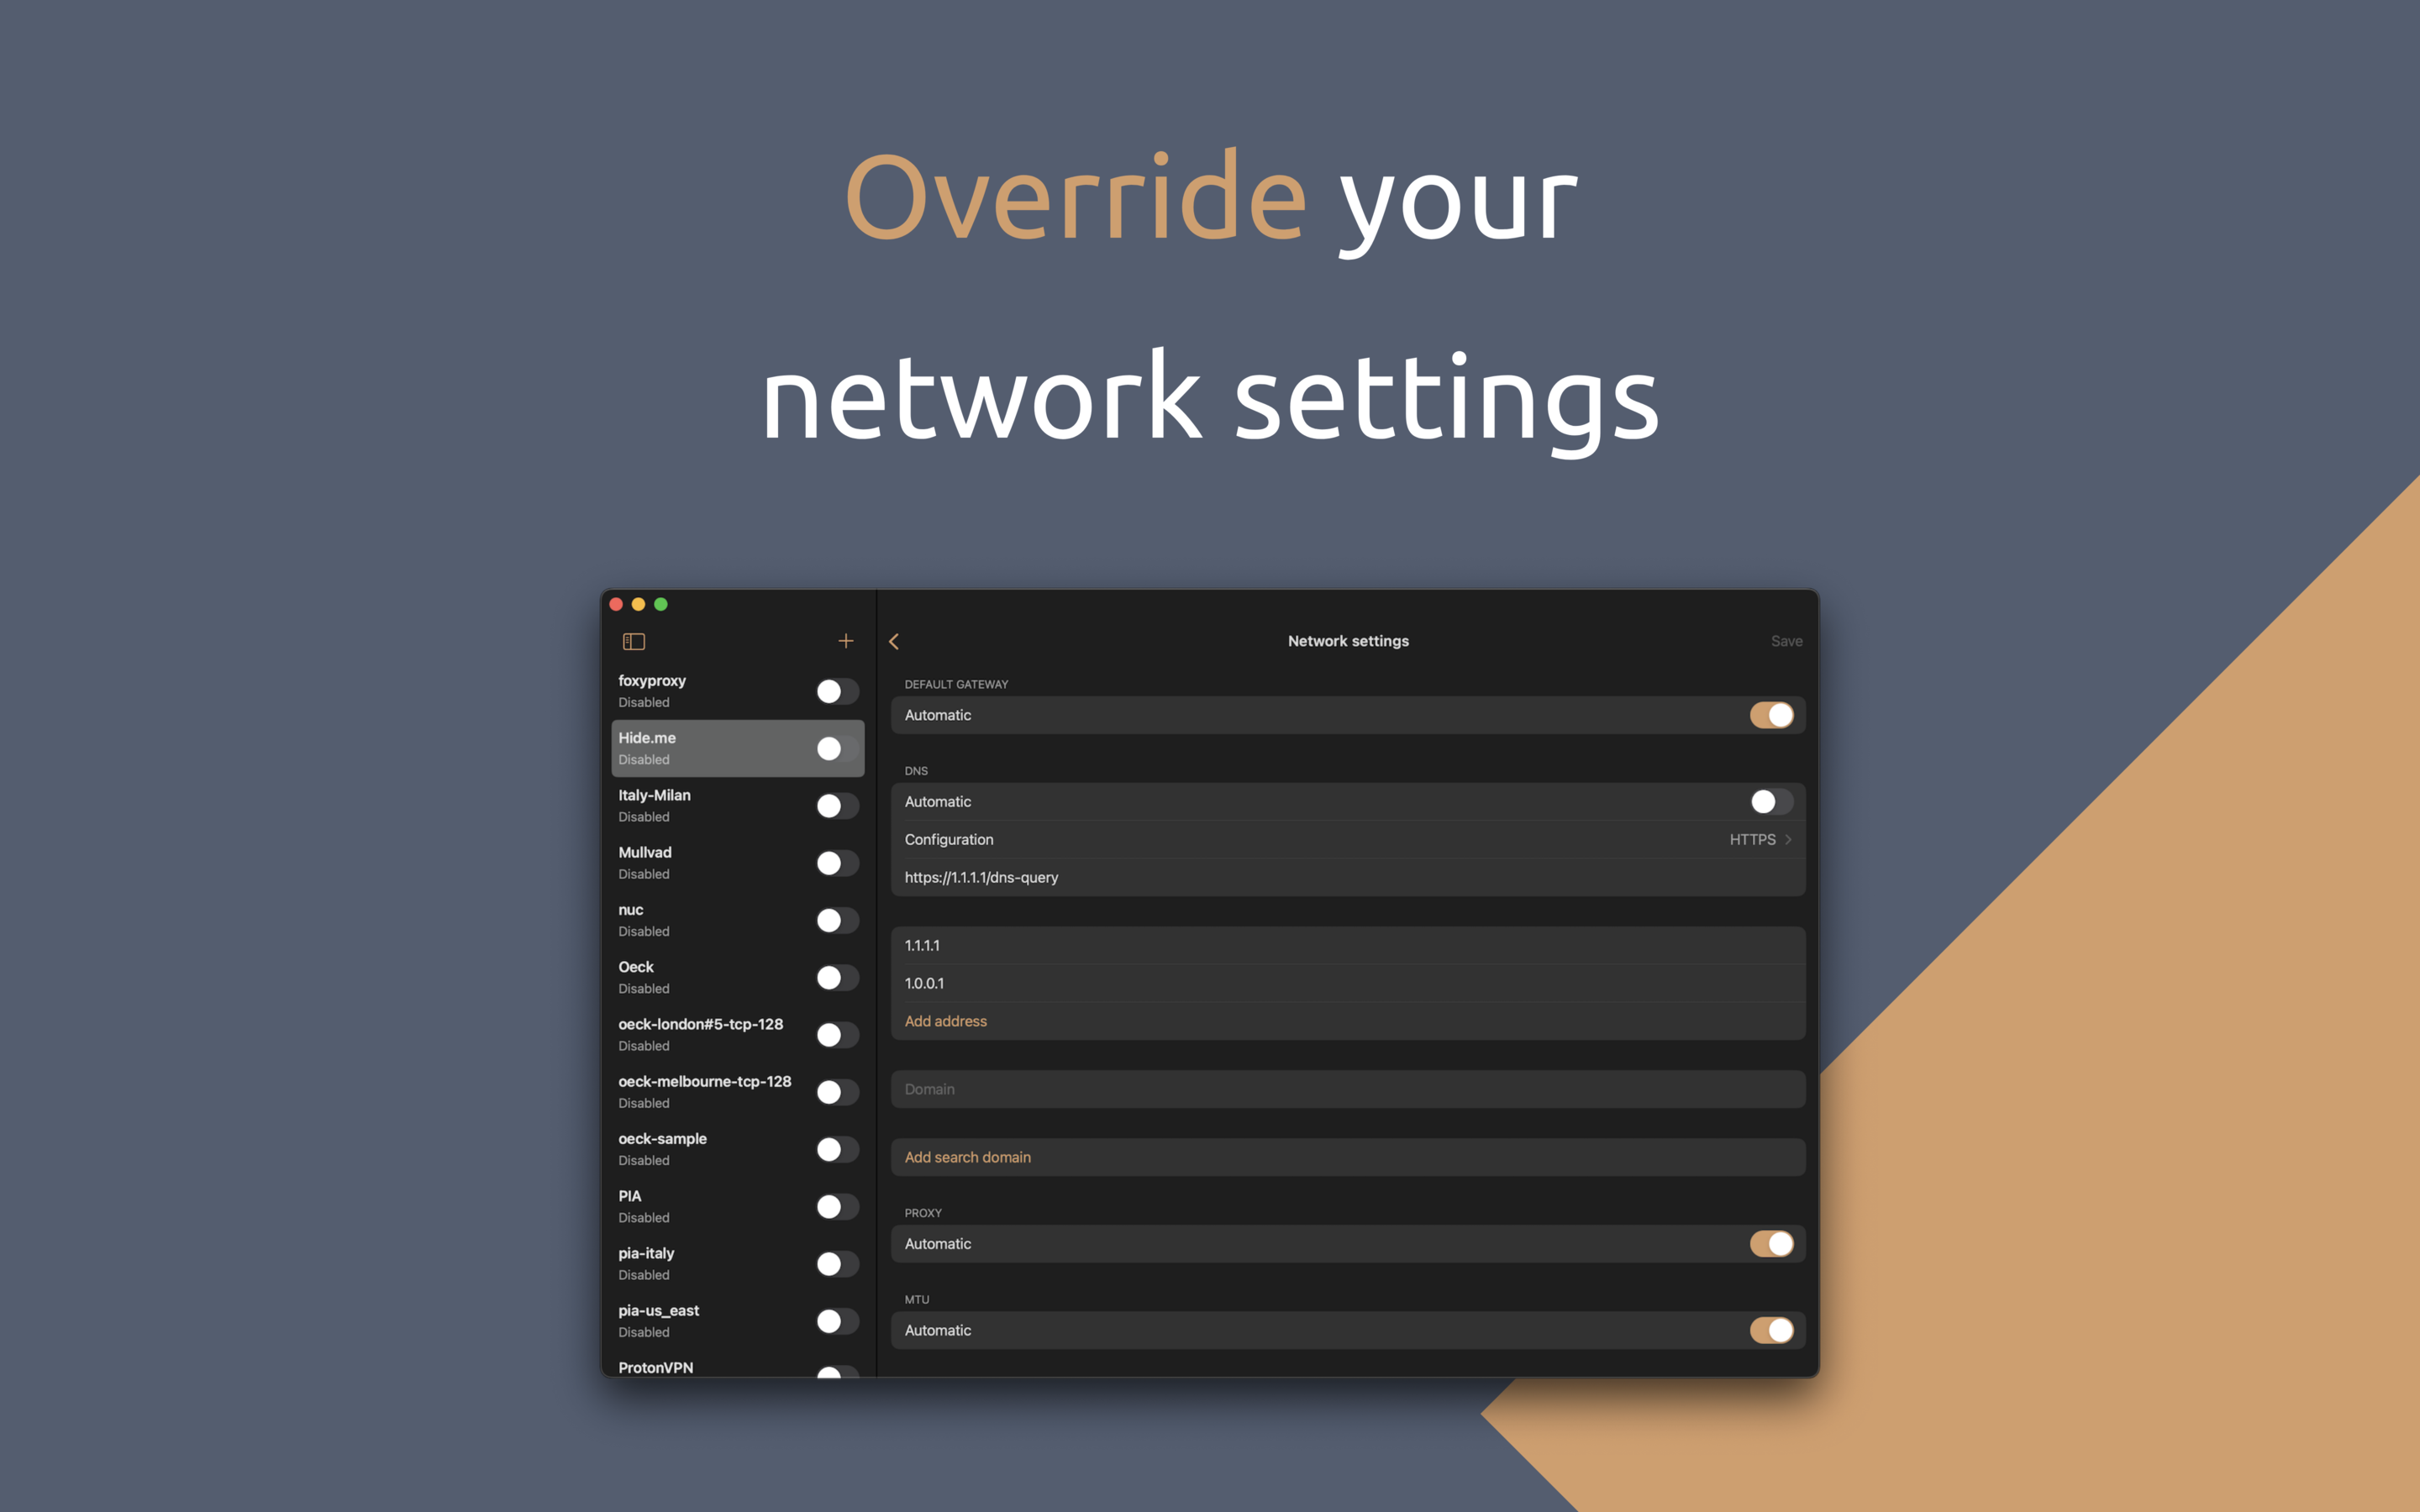 Override your
network settings
foxyproxy
Disabled
Hide.me
Disabled
Italy-Milan
Disabled
Mullvad
Disabled
nuc
Disabled
Oeck
Disabled
oeck-london#5-tcp-128
Disabled
oeck-melbourne-tcp-128
Disabled
oeck-sample
Disabled
PIA
Disabled
pia-italy
Disabled
pia-us_east
Disabled
ProtonVPN
Network settings
Save
DEFAULT GATEWAY
Automatic
DNS
Automatic
Configuration HTTPS
https://1.1.1.1/dns-query
1.1.1.1
1.0.0.1
Add address
Domain
Add search domain
PROXY
Automatic
MTU
Automatic